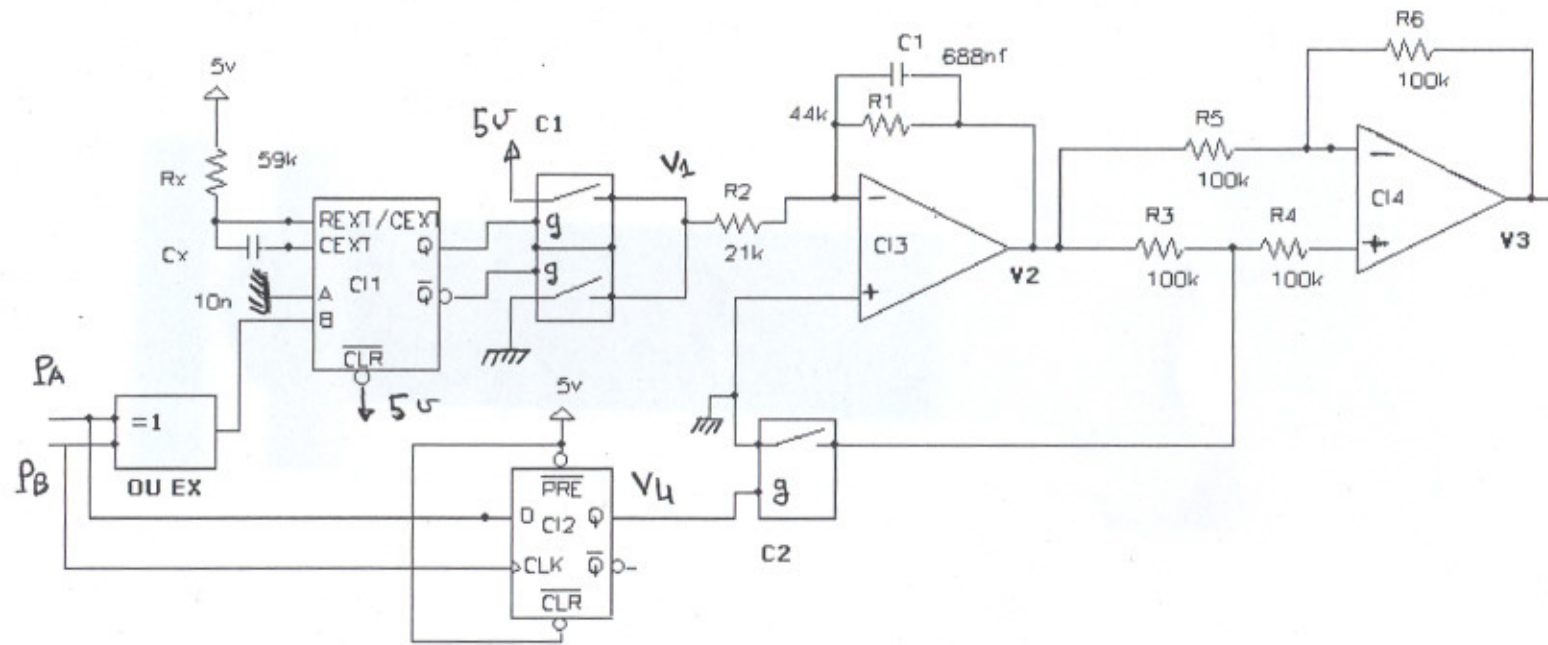 R6
100k
C1
688nf
5v
R1
44k
5v
C1
R5
100k
59k
Rx
V1
R2
21k
−
CI4
+
V3
REXT/CEXT
CEXT
Q
Cx
g
g
−
CI3
+
V2
R3
100k
R4
100k
10n
A
CI1
Q
B
CLR
5v
5v
PA
=1
PB
OU EX
PRE
V4
D
CI2
Q
g
CLK
Q
C2
CLR